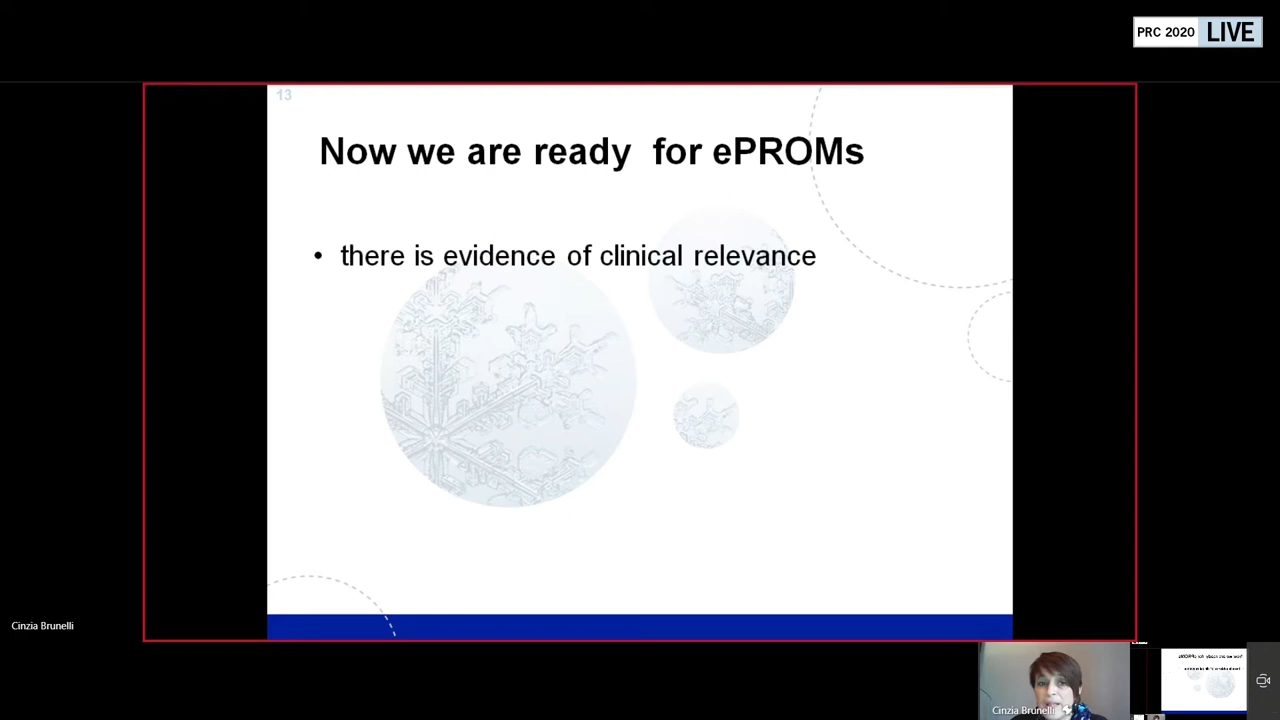 PRC 2020 LIVE
13
Now we are ready for ePROMs
• there is evidence of clinical relevance
Cinzia Brunelli
Cinzia Brunelli